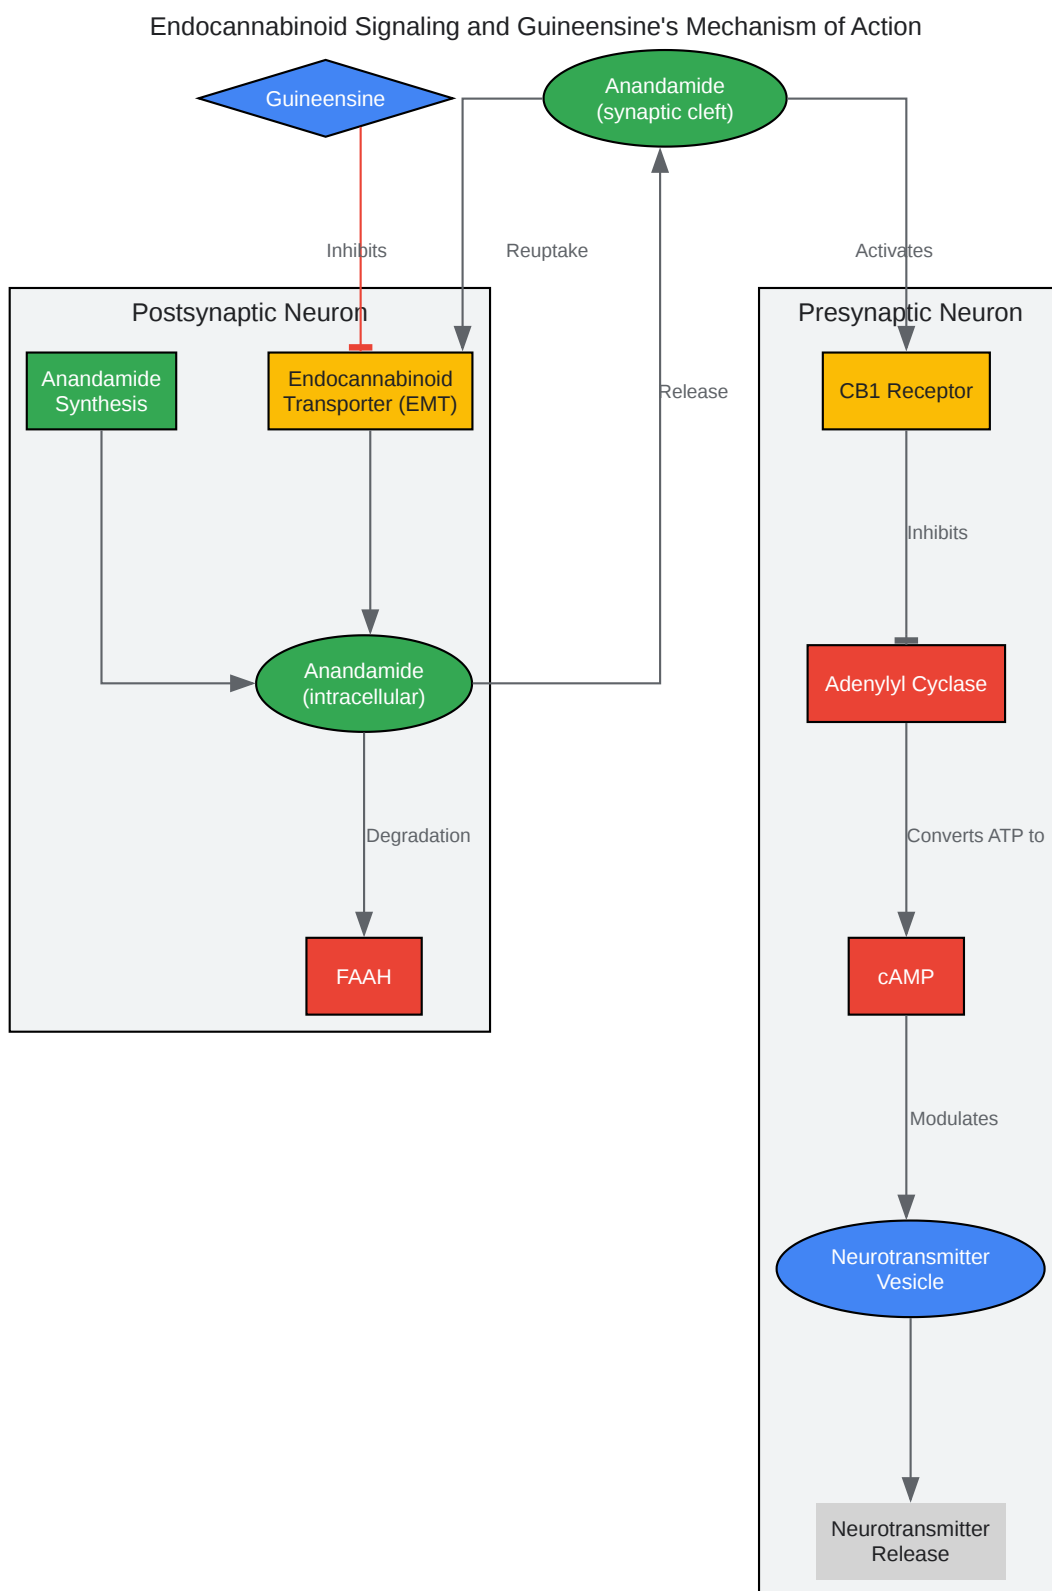 Endocannabinoid Signaling and Guineensine's Mechanism of Action
Guineensine
Anandamide
(synaptic cleft)
Inhibits
Reuptake
Activates
Postsynaptic Neuron
Presynaptic Neuron
Anandamide
Synthesis
Endocannabinoid
Transporter (EMT)
Release
CB1 Receptor
Inhibits
Anandamide
(intracellular)
Adenylyl Cyclase
Degradation
Converts ATP to
FAAH
cAMP
Modulates
Neurotransmitter
Vesicle
Neurotransmitter
Release